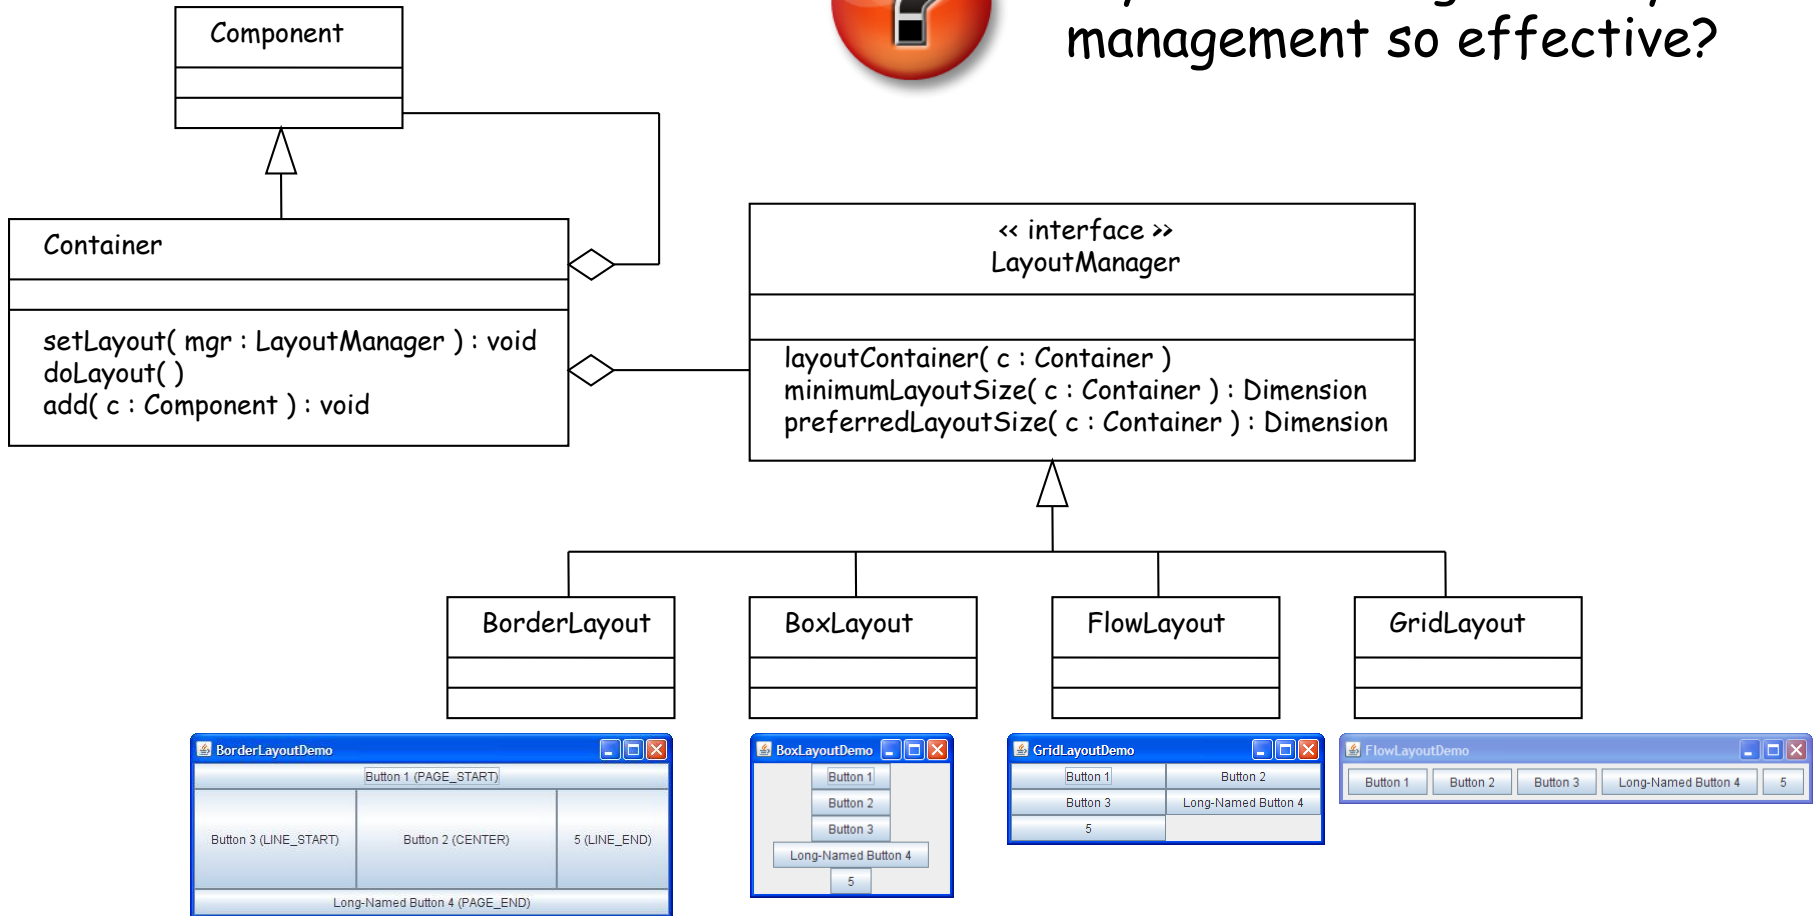 management so effective?
Component
Container
setLayout( mgr : LayoutManager ) : void
doLayout( )
add( c : Component ) : void
<< interface >>
LayoutManager
layoutContainer( c : Container )
minimumLayoutSize( c : Container ) : Dimension
preferredLayoutSize( c : Container ) : Dimension
BorderLayout
BoxLayout
FlowLayout
GridLayout
BorderLayoutDemo
Button 1 (PAGE_START)
Button 3 (LINE_START)
Button 2 (CENTER)
5 (LINE_END)
Long-Named Button 4 (PAGE_END)
BoxLayoutDemo
Button 1
Button 2
Button 3
Long-Named Button 4
5
GridLayoutDemo
Button 1
Button 2
Button 3
Long-Named Button 4
5
FlowLayoutDemo
Button 1
Button 2
Button 3
Long-Named Button 4
5